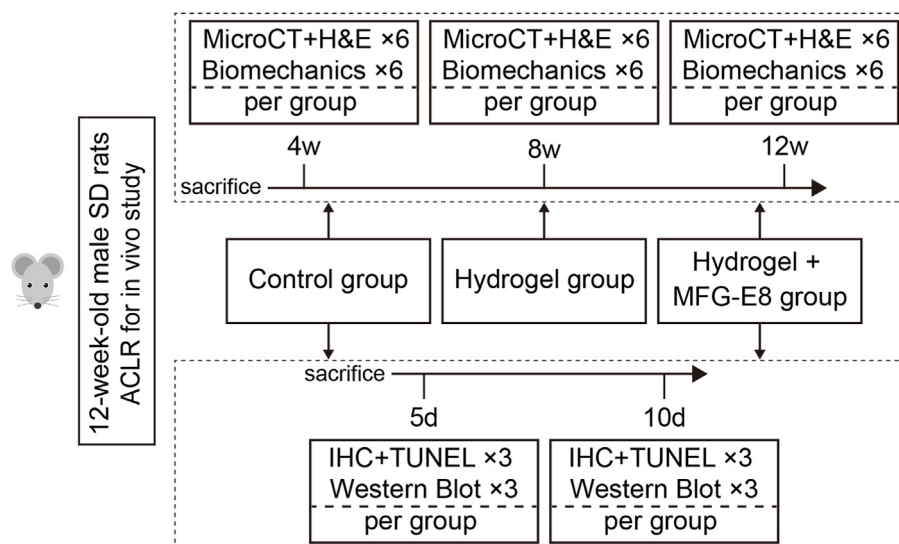 12-week-old male SD rats
ACLR for in vivo study
MicroCT+H&E ×6
Biomechanics ×6
per group
MicroCT+H&E ×6
Biomechanics ×6
per group
MicroCT+H&E ×6
Biomechanics ×6
per group
4w
8w
12w
sacrifice
Control group
Hydrogel group
Hydrogel +
MFG-E8 group
sacrifice
5d
10d
IHC+TUNEL ×3
Western Blot ×3
per group
IHC+TUNEL ×3
Western Blot ×3
per group